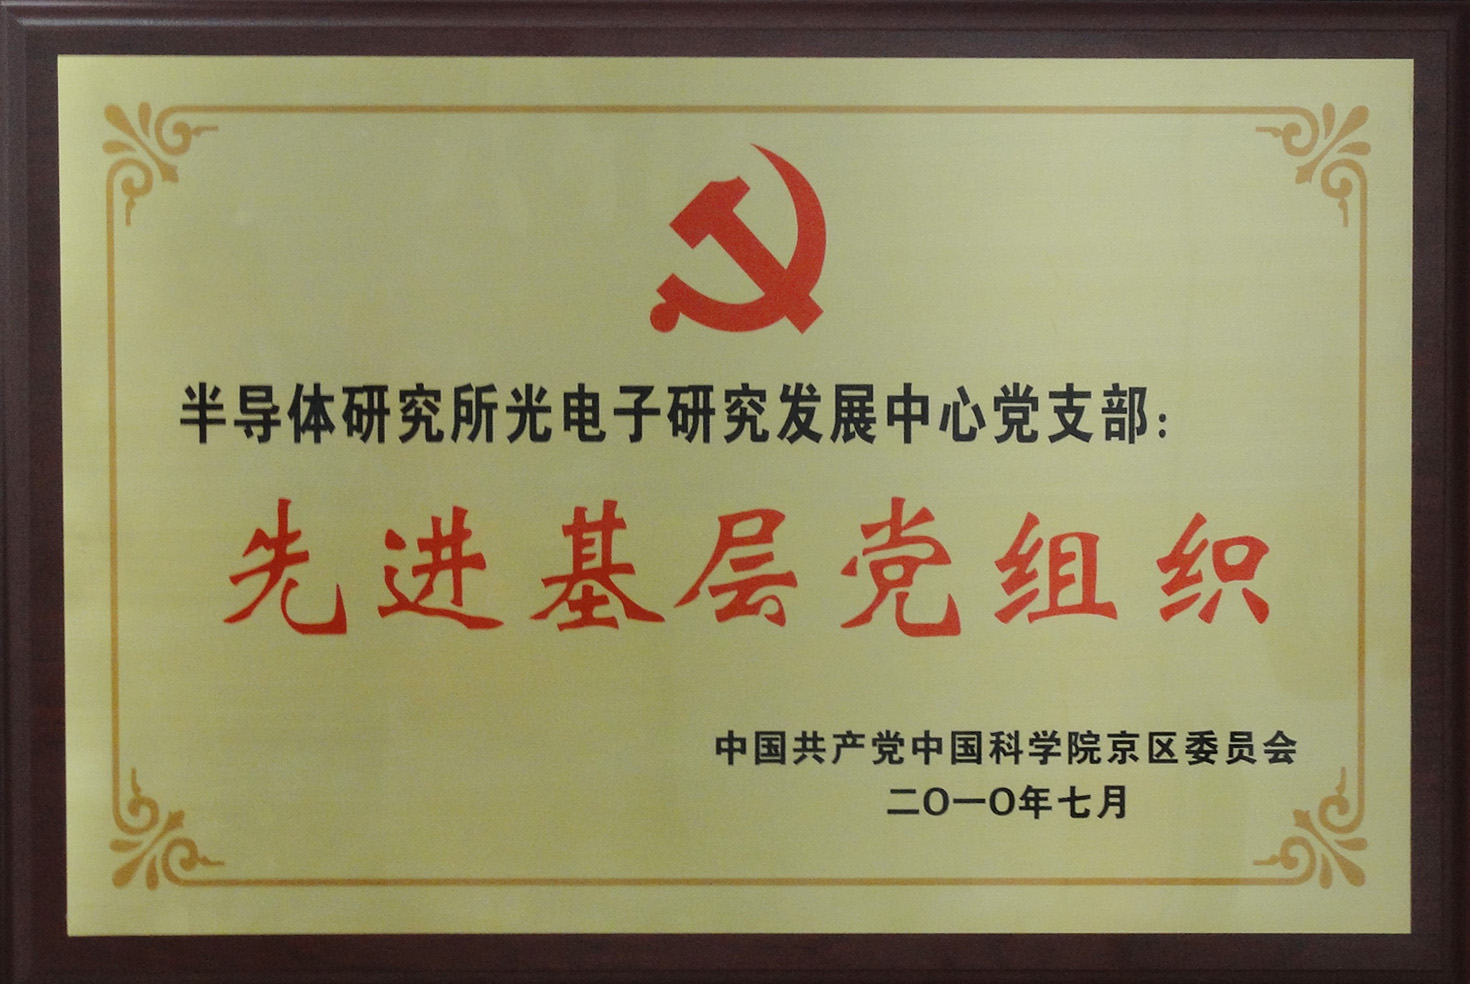 半导体研究所光电子研究发展中心党支部：
先进基层党组织
中国共产党中国科学院京区委员会
二〇一〇年七月